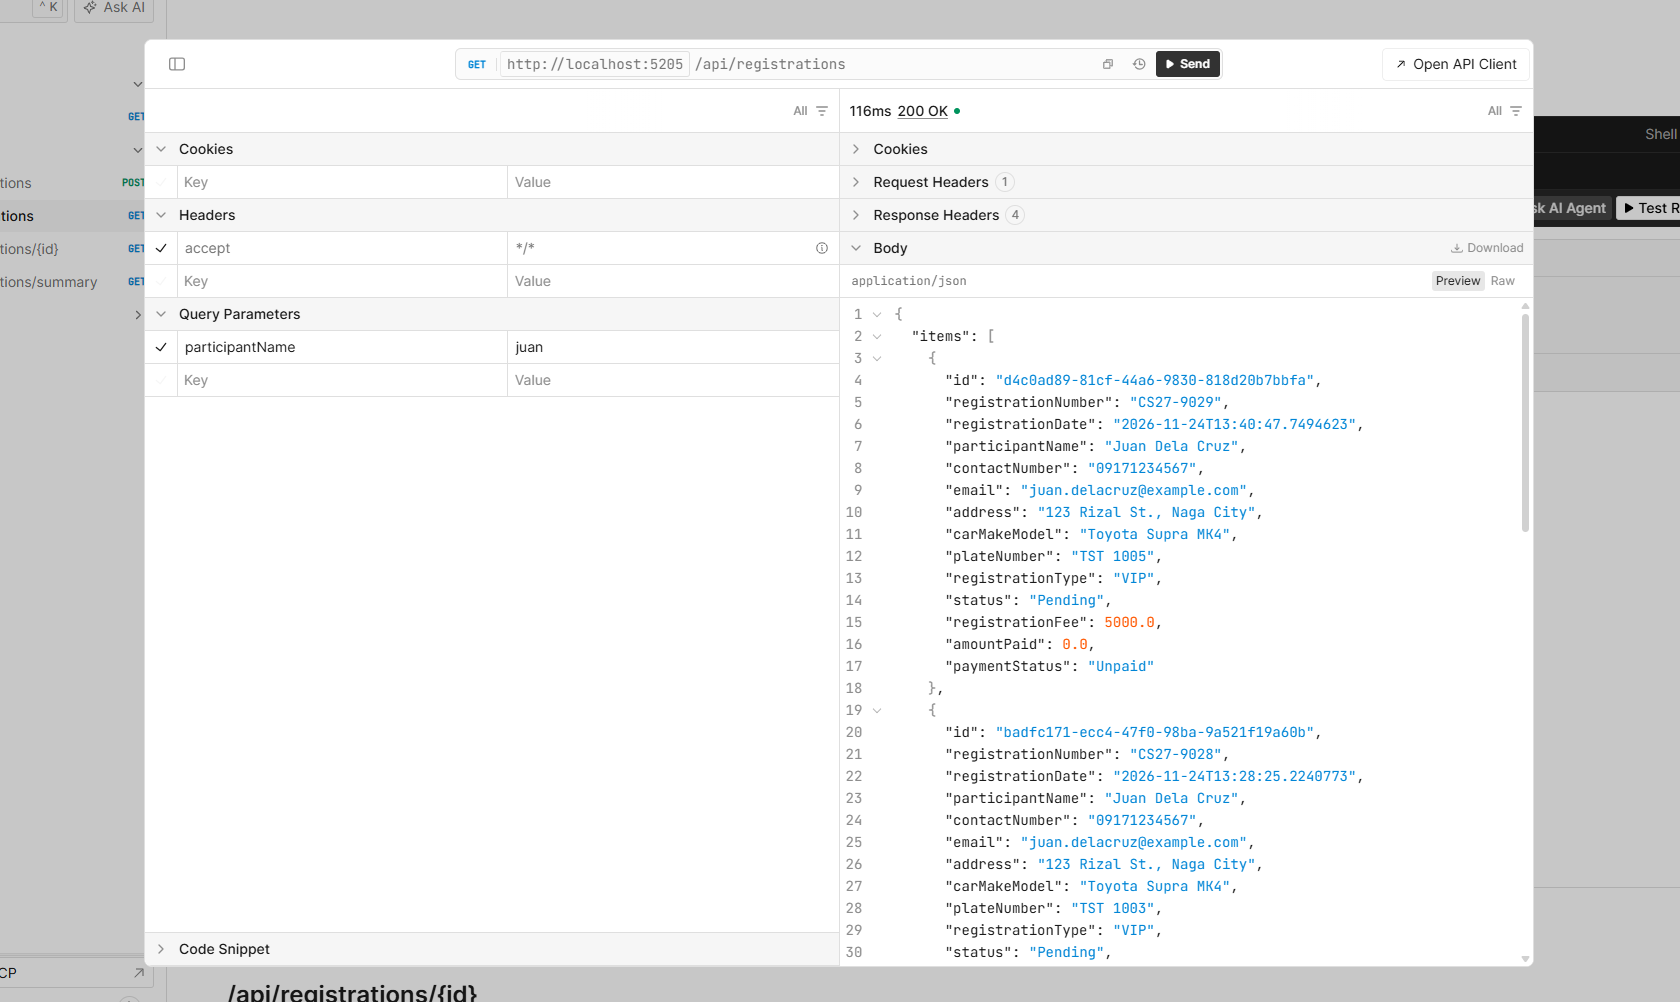 ^ K
Ask AI
GET
http://localhost:5205
/api/registrations
Send
Open API Client
All
116ms 200 OK
All
Cookies
Key
Value
Headers
accept
*/*
Key
Value
Query Parameters
participantName
juan
Key
Value
Code Snippet
Cookies
Request Headers 1
Response Headers 4
Body
Download
application/json
Preview
Raw
1 {
2 "items": [
3 {
4 "id": "d4c0ad89-81cf-44a6-9830-818d20b7bbfa",
5 "registrationNumber": "CS27-9029",
6 "registrationDate": "2026-11-24T13:40:47.7494623",
7 "participantName": "Juan Dela Cruz",
8 "contactNumber": "09171234567",
9 "email": "juan.delacruz@example.com",
10 "address": "123 Rizal St., Naga City",
11 "carMakeModel": "Toyota Supra MK4",
12 "plateNumber": "TST 1005",
13 "registrationType": "VIP",
14 "status": "Pending",
15 "registrationFee": 5000.0,
16 "amountPaid": 0.0,
17 "paymentStatus": "Unpaid"
18 },
19 {
20 "id": "badfc171-ecc4-47f0-98ba-9a521f19a60b",
21 "registrationNumber": "CS27-9028",
22 "registrationDate": "2026-11-24T13:28:25.2240773",
23 "participantName": "Juan Dela Cruz",
24 "contactNumber": "09171234567",
25 "email": "juan.delacruz@example.com",
26 "address": "123 Rizal St., Naga City",
27 "carMakeModel": "Toyota Supra MK4",
28 "plateNumber": "TST 1003",
29 "registrationType": "VIP",
30 "status": "Pending",
GET
tions POST
tions GET
tions/{id} GET
tions/summary GET
CP
Shell
sk AI Agent
Test R
/api/registrations/{id}